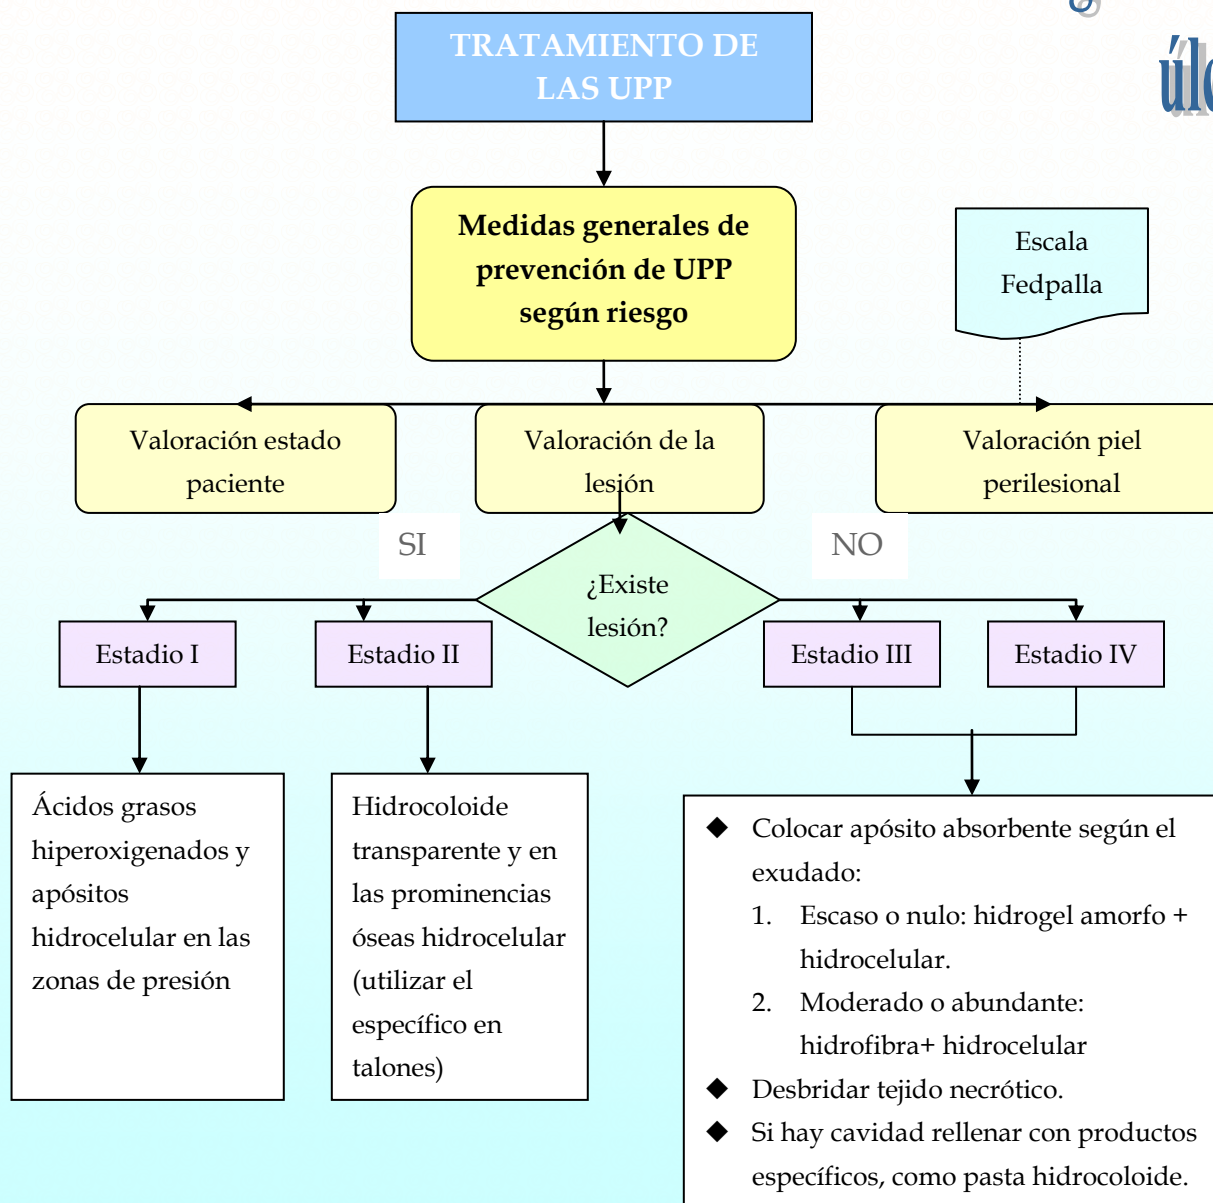 TRATAMIENTO DE
LAS UPP
Medidas generales de
prevención de UPP
según riesgo
Escala
Fedpalla
Valoración estado
paciente
Valoración de la
lesión
Valoración piel
perilesional
SI
NO
¿Existe
lesión?
Estadio I
Estadio II
Estadio III
Estadio IV
Ácidos grasos
hiperoxigenados y
apósitos
hidrocelular en las
zonas de presión
Hidrocoloide
transparente y en
las prominencias
óseas hidrocelular
(utilizar el
específico en
talones)
◆ Colocar apósito absorbente según el
exudado:
1. Escaso o nulo: hidrogel amorfo +
hidrocelular.
2. Moderado o abundante:
hidrofibra+ hidrocelular
◆ Desbridar tejido necrótico.
◆ Si hay cavidad rellenar con productos
específicos, como pasta hidrocoloide.